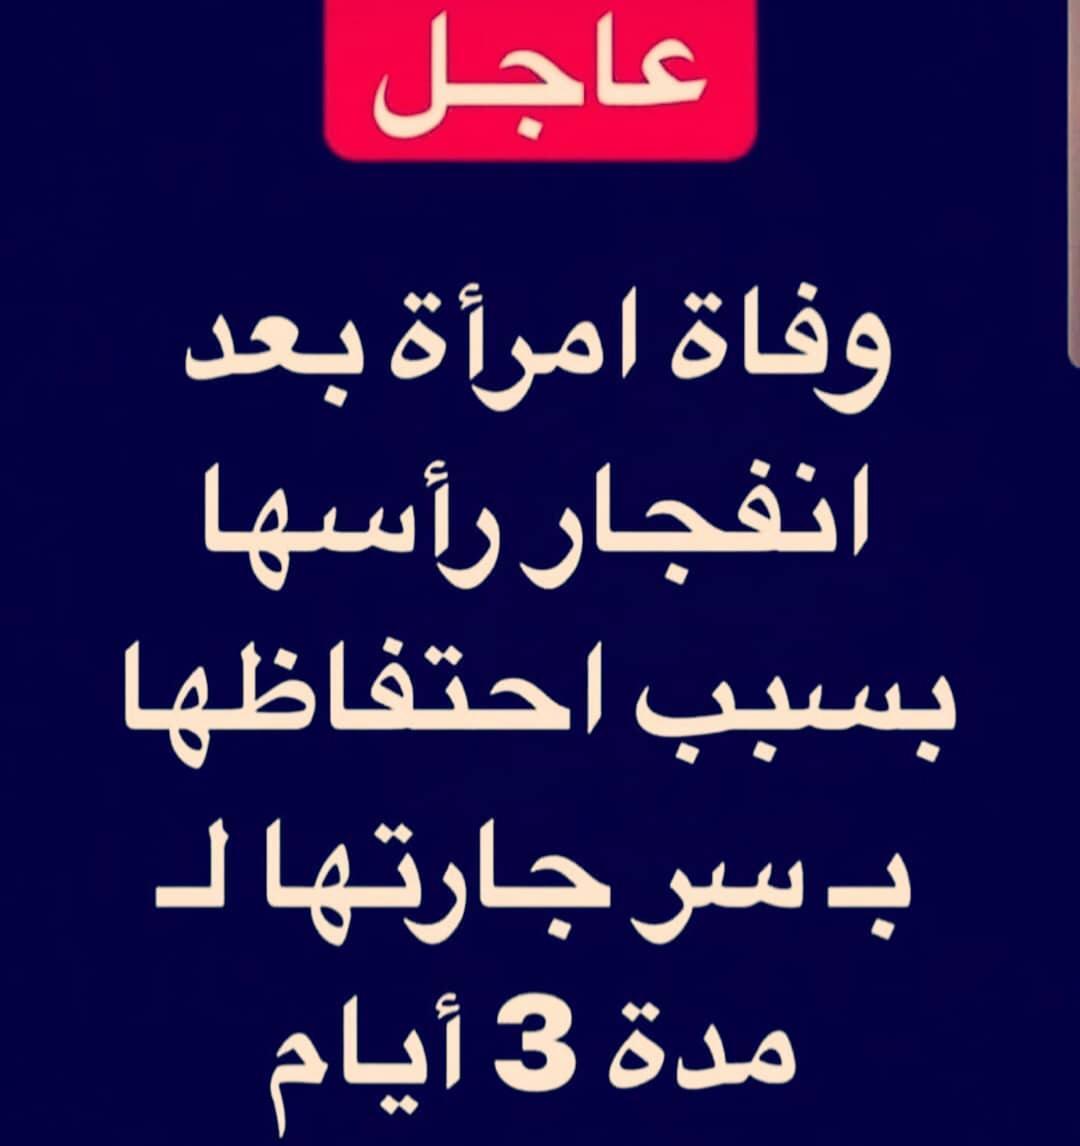 عاجل
وفاة امرأة بعد
انفجار رأسها
بسبب احتفاظها
بـ سر جارتها لـ
مدة 3 أيام